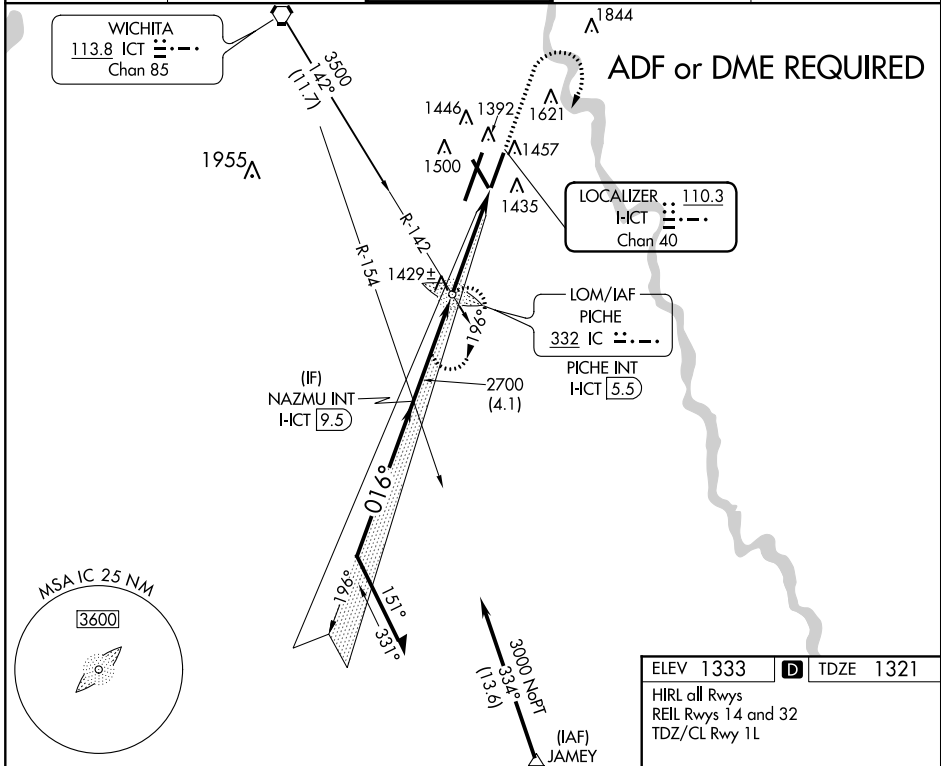 WICHITA
113.8 ICT
Chan 85
3500
142°
(11.7)
1844
ADF or DME REQUIRED
1446
1392
1621
1500
1457
1955
1435
LOCALIZER 110.3
I-ICT
Chan 40
R-142
R-154
1429±
LOM/IAF
PICHE
332 IC
PICHE INT
I-ICT 5.5
196°
(IF)
NAZMU INT
I-ICT 9.5
2700
(4.1)
016°
MSA IC 25 NM
3600
196°
151°
331°
3000 NoPT
334°
(13.6)
(IAF)
JAMEY
ELEV 1333 D TDZE 1321
HIRL all Rwys
REIL Rwys 14 and 32
TDZ/CL Rwy 1L